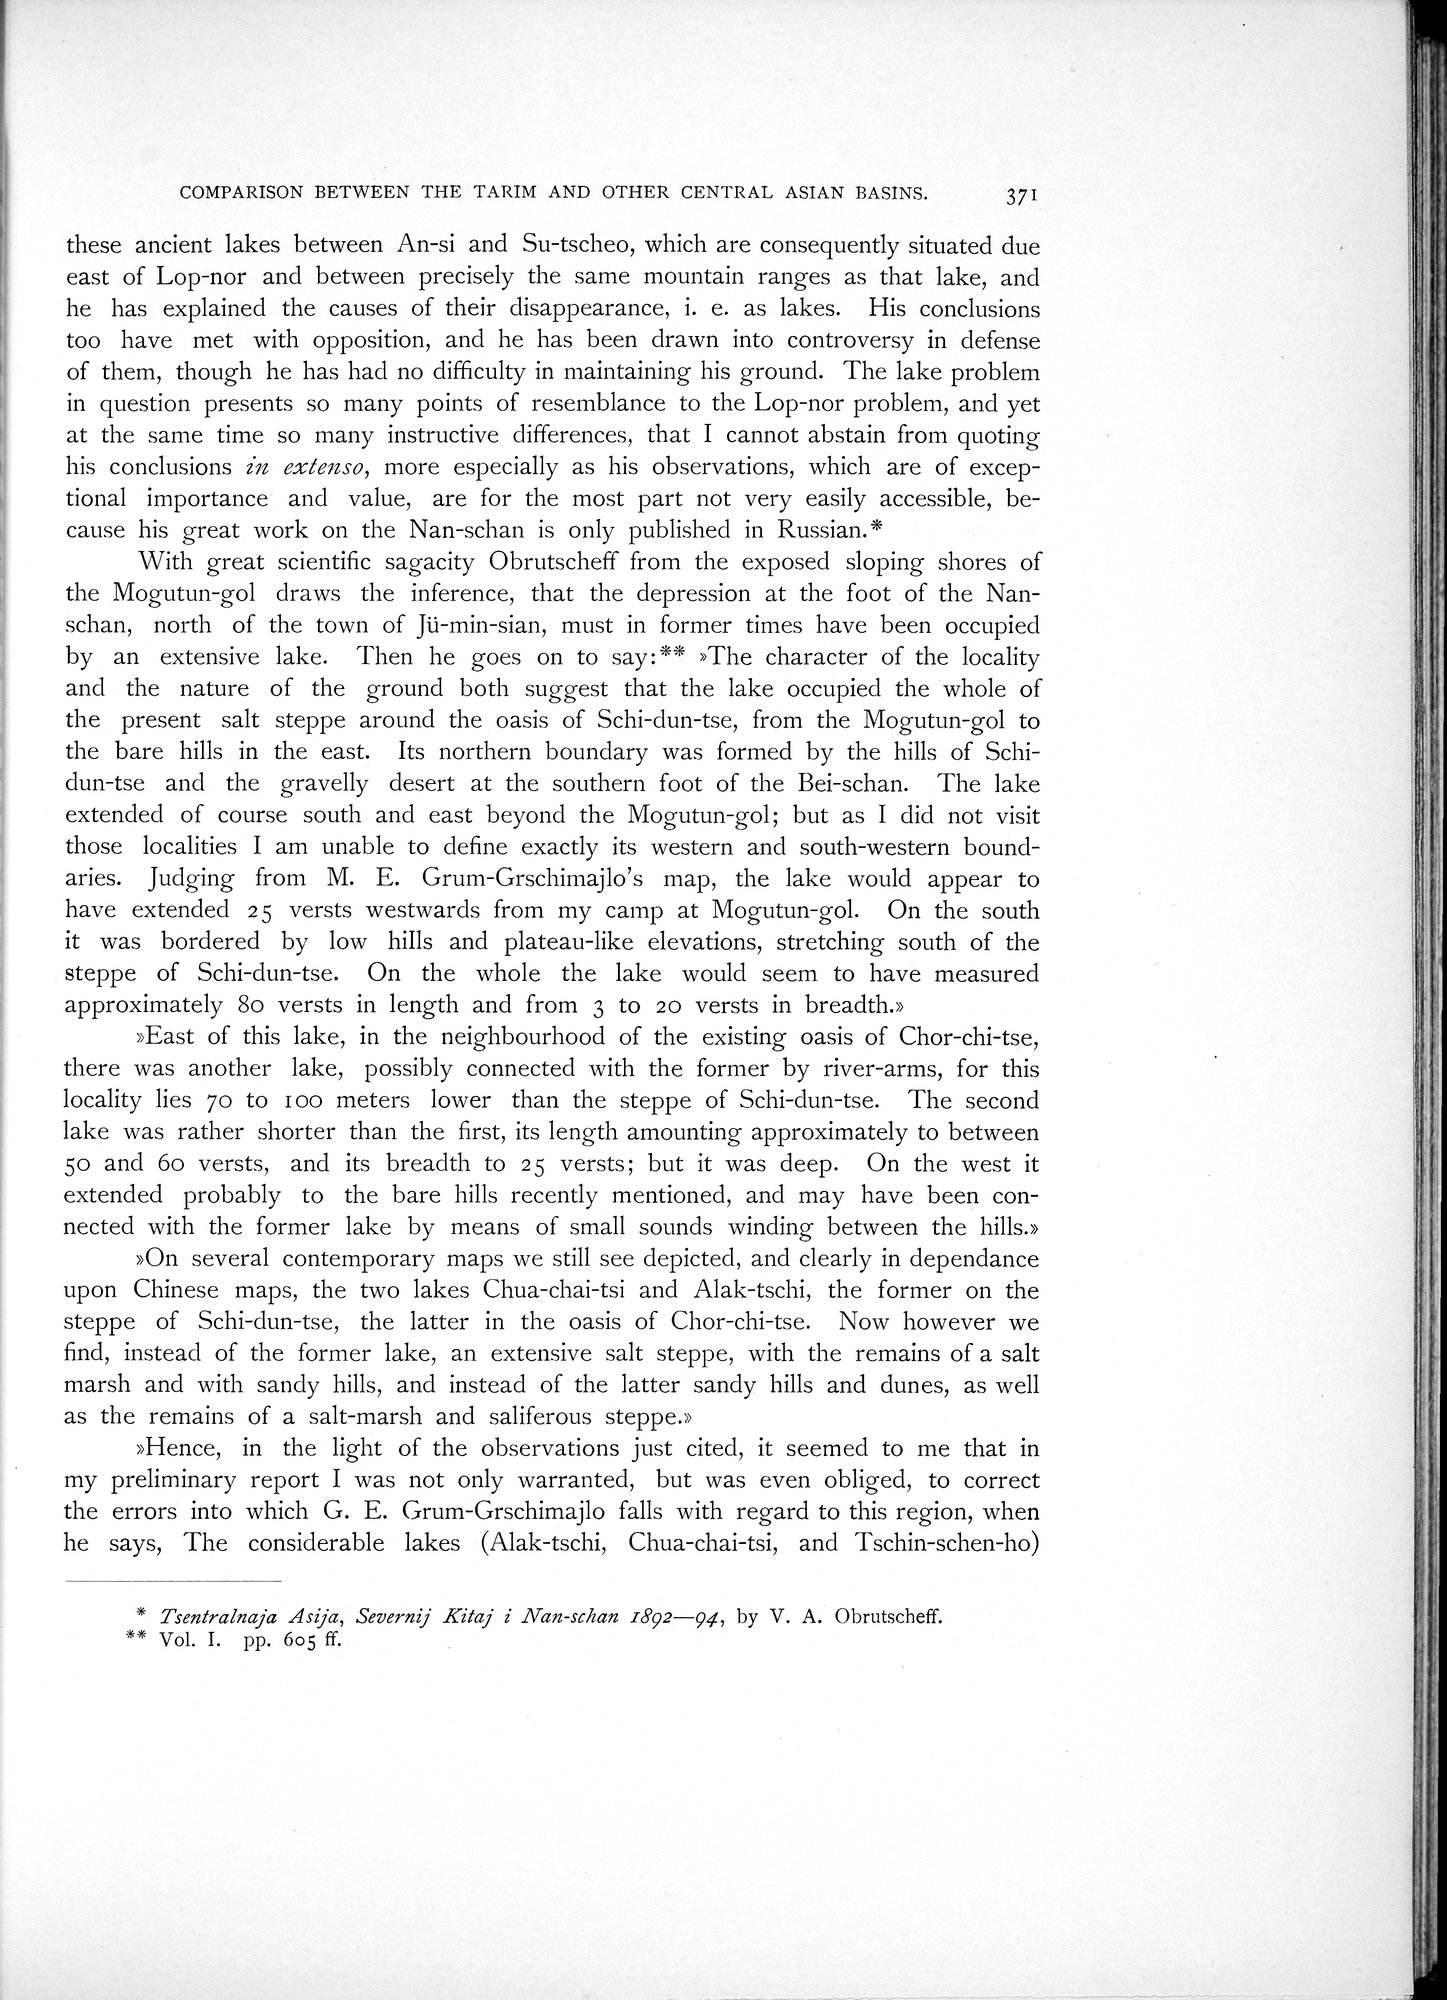 COMPARISON BETWEEN THE TARIM AND OTHER CENTRAL ASIAN BASINS. 371
these ancient lakes between An-si and Su-tscheo, which are consequently situated due
east of Lop-nor and between precisely the same mountain ranges as that lake, and
he has explained the causes of their disappearance, i. e. as lakes. His conclusions
too have met with opposition, and he has been drawn into controversy in defense
of them, though he has had no difficulty in maintaining his ground. The lake problem
in question presents so many points of resemblance to the Lop-nor problem, and yet
at the same time so many instructive differences, that I cannot abstain from quoting
his conclusions in extenso, more especially as his observations, which are of excep-
tional importance and value, are for the most part not very easily accessible, be-
cause his great work on the Nan-schan is only published in Russian.*
With great scientific sagacity Obrutscheff from the exposed sloping shores of
the Mogutun-gol draws the inference, that the depression at the foot of the Nan-
schan, north of the town of Jü-min-sian, must in former times have been occupied
by an extensive lake. Then he goes on to say:** »The character of the locality
and the nature of the ground both suggest that the lake occupied the whole of
the present salt steppe around the oasis of Schi-dun-tse, from the Mogutun-gol to
the bare hills in the east. Its northern boundary was formed by the hills of Schi-
dun-tse and the gravelly desert at the southern foot of the Bei-schan. The lake
extended of course south and east beyond the Mogutun-gol; but as I did not visit
those localities I am unable to define exactly its western and south-western bound-
aries. Judging from M. E. Grum-Grschimajlo's map, the lake would appear to
have extended 25 versts westwards from my camp at Mogutun-gol. On the south
it was bordered by low hills and plateau-like elevations, stretching south of the
steppe of Schi-dun-tse. On the whole the lake would seem to have measured
approximately 80 versts in length and from 3 to 20 versts in breadth.»
»East of this lake, in the neighbourhood of the existing oasis of Chor-chi-tse,
there was another lake, possibly connected with the former by river-arms, for this
locality lies 70 to 100 meters lower than the steppe of Schi-dun-tse. The second
lake was rather shorter than the first, its length amounting approximately to between
50 and 60 versts, and its breadth to 25 versts; but it was deep. On the west it
extended probably to the bare hills recently mentioned, and may have been con-
nected with the former lake by means of small sounds winding between the hills.»
»On several contemporary maps we still see depicted, and clearly in dependance
upon Chinese maps, the two lakes Chua-chai-tsi and Alak-tschi, the former on the
steppe of Schi-dun-tse, the latter in the oasis of Chor-chi-tse. Now however we
find, instead of the former lake, an extensive salt steppe, with the remains of a salt
marsh and with sandy hills, and instead of the latter sandy hills and dunes, as well
as the remains of a salt-marsh and saliferous steppe.»
»Hence, in the light of the observations just cited, it seemed to me that in
my preliminary report I was not only warranted, but was even obliged, to correct
the errors into which G. E. Grum-Grschimajlo falls with regard to this region, when
he says, The considerable lakes (Alak-tschi, Chua-chai-tsi, and Tschin-schen-ho)
* Tsentralnaja Asija, Severnij Kitaj i Nan-schan 1892—94, by V. A. Obrutscheff.
** Vol. I. pp. 605 ff.